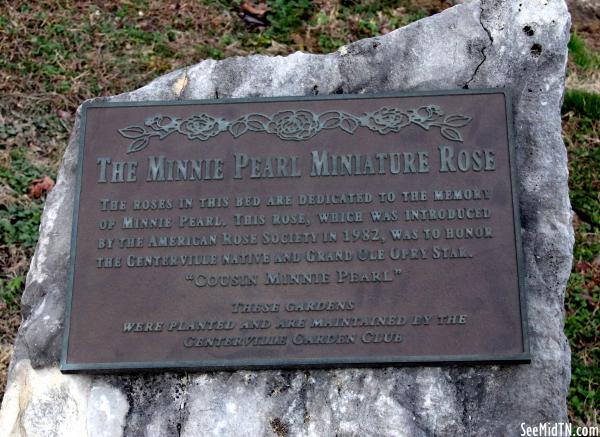 The Minnie Pearl Miniature Rose
The roses in this bed are dedicated to the memory
of Minnie Pearl. This rose, which was introduced
by the American Rose Society in 1982, was to honor
the Centerville native and Grand Ole Opry Star.
"Cousin Minnie Pearl"
These gardens
were planted and are maintained by the
Centerville Garden Club
SeeMidTN.com